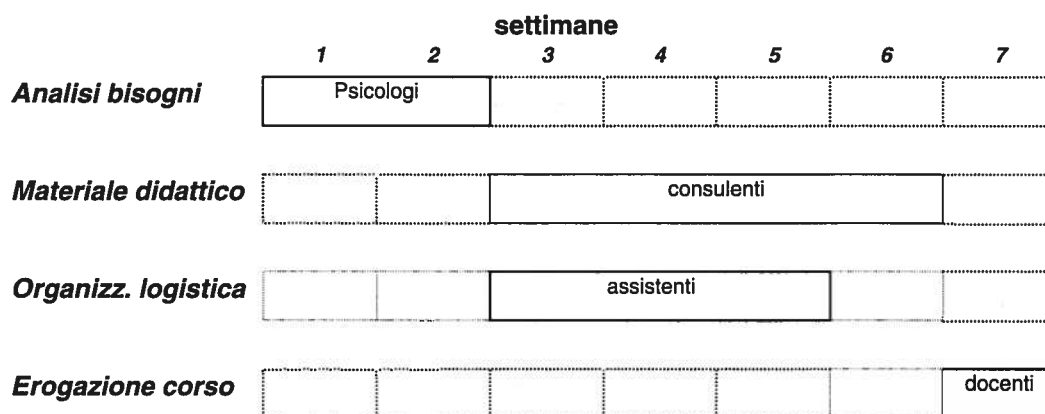 settimane
1 2 3 4 5 6 7
Analisi bisogni Psicologi
Materiale didattico consulenti
Organizz. logistica assistenti
Erogazione corso docenti